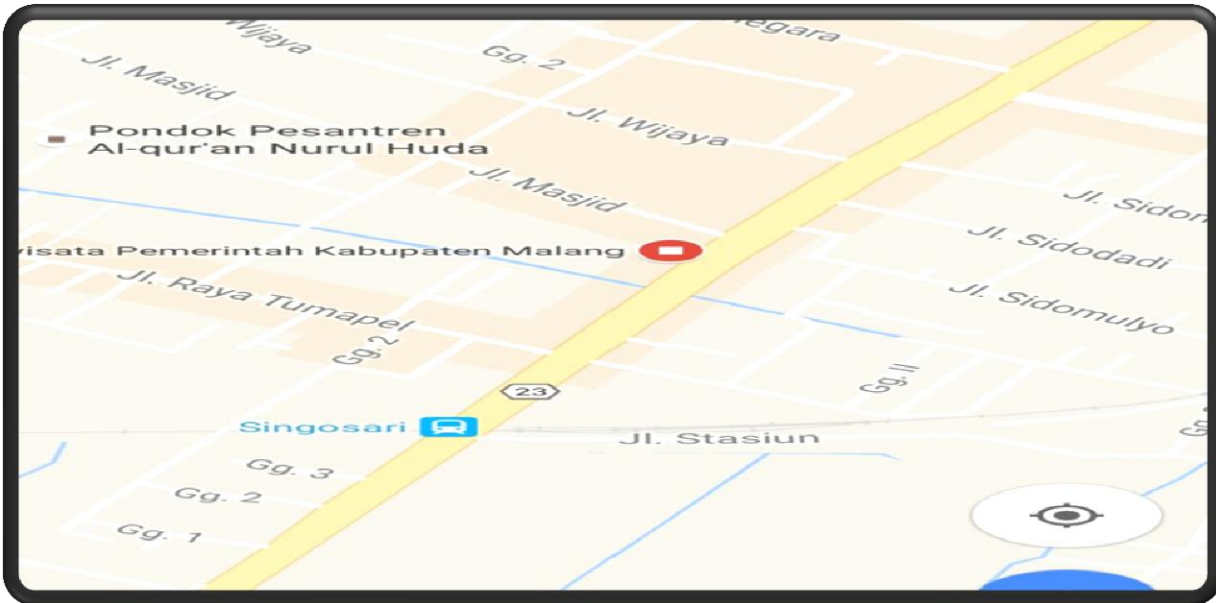 Wijaya
negara
Gg. 2
Jl. Masjid
Jl. Wijaya
Pondok Pesantren
Al-qur'an Nurul Huda
Jl. Masjid
Jl. Sidodadi
wisata Pemerintah Kabupaten Malang
Jl. Raya Tumapel
Jl. Sidomulyo
Gg. 2
Gg. II
23
Singosari
Jl. Stasiun
Gg. 3
Gg. 2
Gg. 1